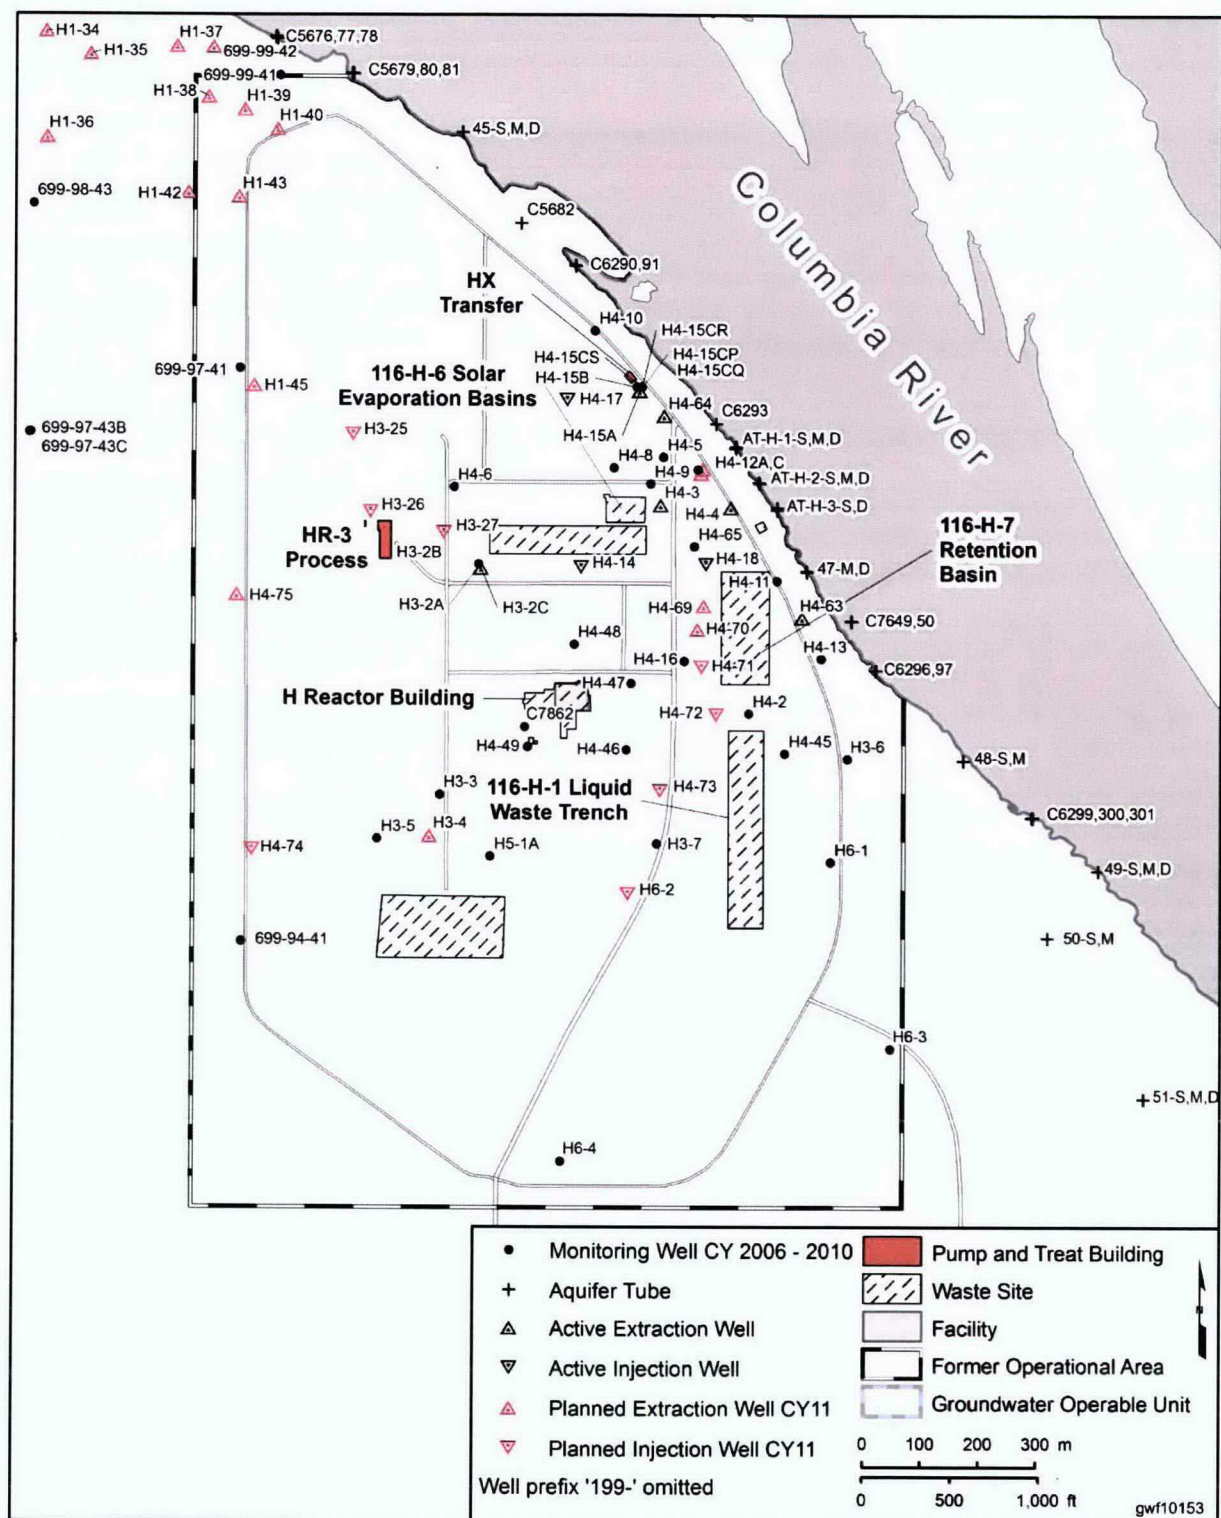 H1-34
H1-37
C5676,77,78
H1-35
699-99-42
699-99-41
C5679,80,81
H1-38
H1-39
H1-36
H1-40
45-S,M,D
H1-42
H1-43
699-98-43
C5682
Columbia River
C6290,91
HX
Transfer
H4-10
H4-15CR
H4-15CS
H4-15CP
H4-15B
H4-15CQ
699-97-41
H1-45
116-H-6 Solar
Evaporation Basins
H4-17
H4-64
C6293
699-97-43B
699-97-43C
H3-25
H4-15A
AT-H-1-S,M,D
H4-5
H4-8
H4-12A,C
H4-6
H4-9
AT-H-2-S,M,D
H4-3
H3-26
H4-4
AT-H-3-S,D
HR-3
Process
H3-27
116-H-7
Retention
Basin
H3-2B
H4-65
H4-14
H4-18
47-M,D
H4-11
H3-2A
H3-2C
H4-75
H4-69
H4-63
C7649,50
H4-70
H4-48
H4-13
H4-16
H4-71
C6296,97
H4-47
H Reactor Building
C7862
H4-72
H4-2
H4-49
H4-46
H4-45
H3-6
48-S,M
116-H-1 Liquid
Waste Trench
H4-73
H3-3
C6299,300,301
H3-5
H3-4
H4-74
H5-1A
H3-7
H6-1
49-S,M,D
H6-2
699-94-41
50-S,M
H6-3
51-S,M,D
H6-4
Monitoring Well CY 2006 - 2010
Aquifer Tube
Active Extraction Well
Active Injection Well
Planned Extraction Well CY11
Planned Injection Well CY11
Well prefix '199-' omitted
Pump and Treat Building
Waste Site
Facility
Former Operational Area
Groundwater Operable Unit
0 100 200 300 m
0 500 1,000 ft
gwf10153